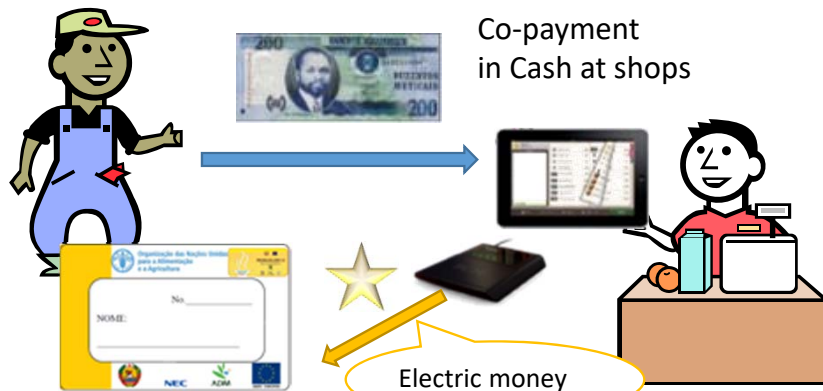 Co-payment
in Cash at shops
200
200
Organização das Nações Unidas
para a Alimentação
e a Agricultura
No.
NOME:
NEC
ADM
Electric money